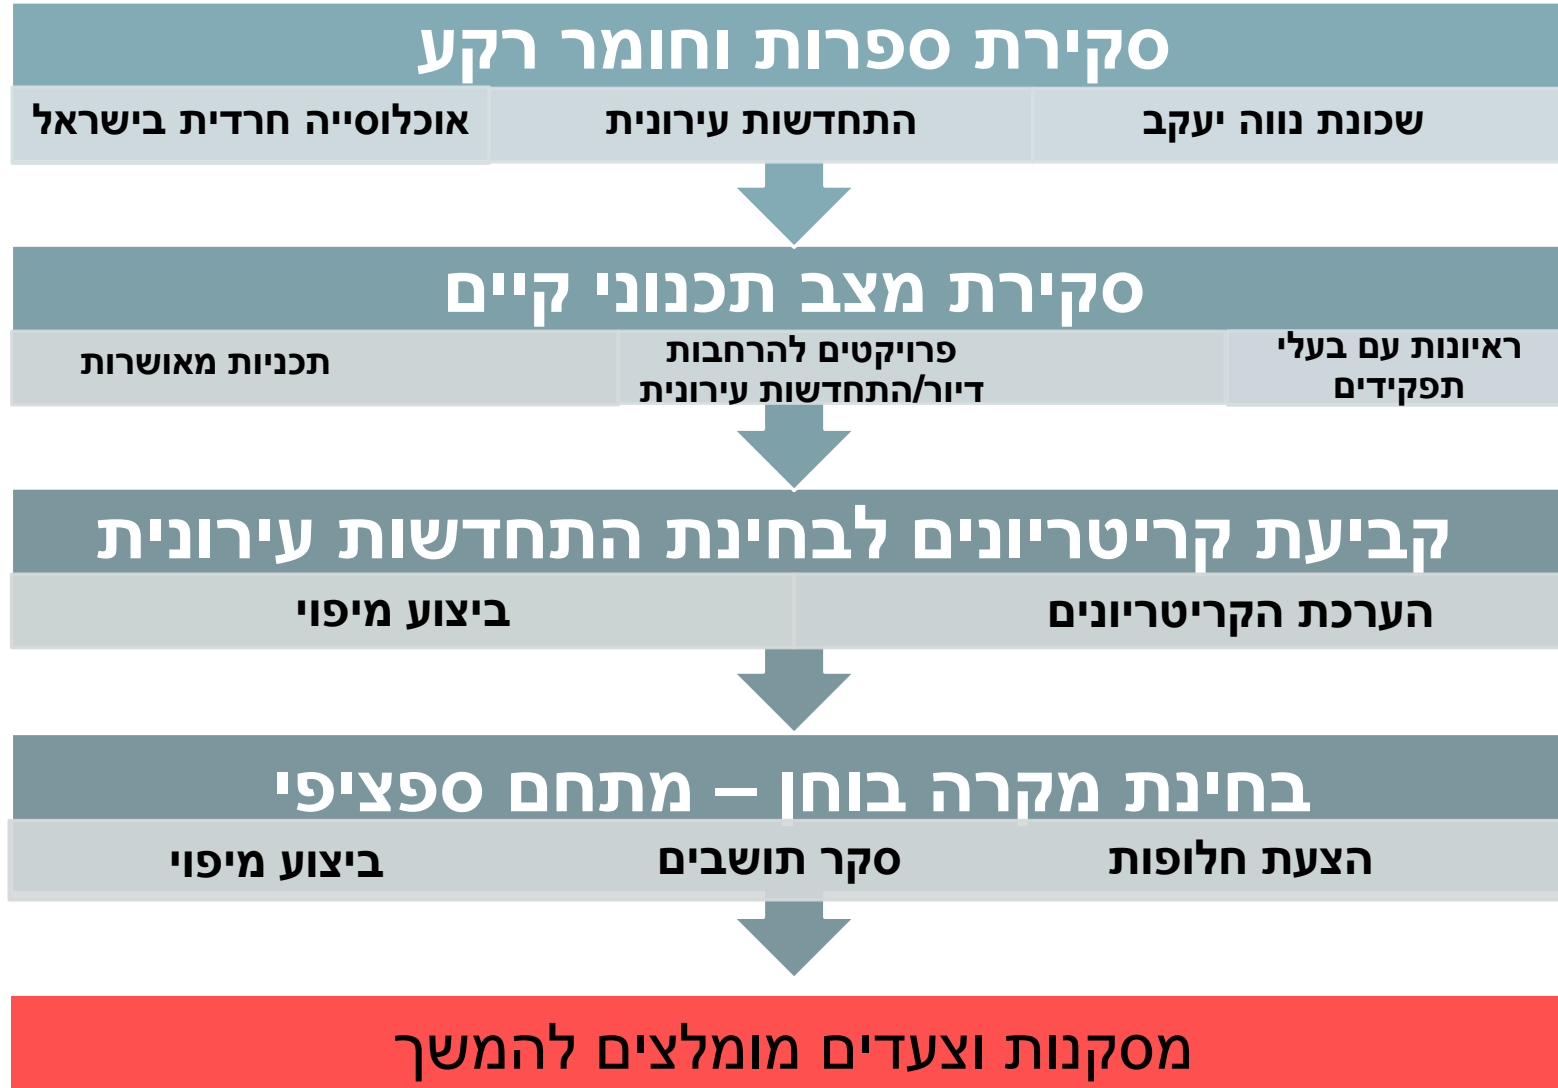 סקירת ספרות וחומר רקע
שכונת נווה יעקב
התחדשות עירונית
אוכלוסייה חרדית בישראל
סקירת מצב תכנוני קיים
ראיונות עם בעלי
תפקידים
פרויקטים להרחבות
דיור/התחדשות עירונית
תכניות מאושרות
קביעת קריטריונים לבחינת התחדשות עירונית
הערכת הקריטריונים
ביצוע מיפוי
בחינת מקרה בוחן – מתחם ספציפי
הצעת חלופות
סקר תושבים
ביצוע מיפוי
מסקנות וצעדים מומלצים להמשך